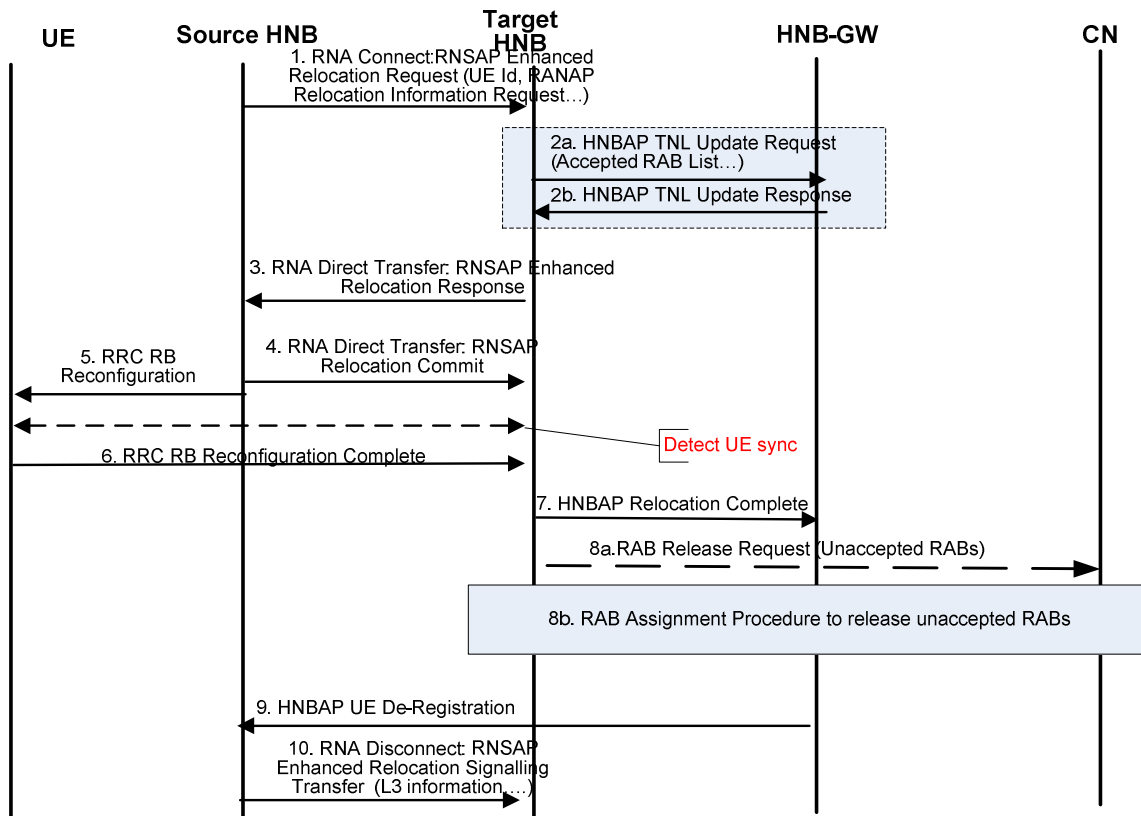 UE
Source HNB
Target
HNB
HNB-GW
CN
1. RNA Connect:RNSAP Enhanced
Relocation Request (UE Id, RANAP
Relocation Information Request…)
2a. HNBAP TNL Update Request
(Accepted RAB List…)
2b. HNBAP TNL Update Response
3. RNA Direct Transfer: RNSAP Enhanced
Relocation Response
4. RNA Direct Transfer: RNSAP
Relocation Commit
5. RRC RB
Reconfiguration
Detect UE sync
6. RRC RB Reconfiguration Complete
7. HNBAP Relocation Complete
8a.RAB Release Request (Unaccepted RABs)
8b. RAB Assignment Procedure to release unaccepted RABs
9. HNBAP UE De-Registration
10. RNA Disconnect: RNSAP
Enhanced Relocation Signalling
Transfer (L3 information,…)